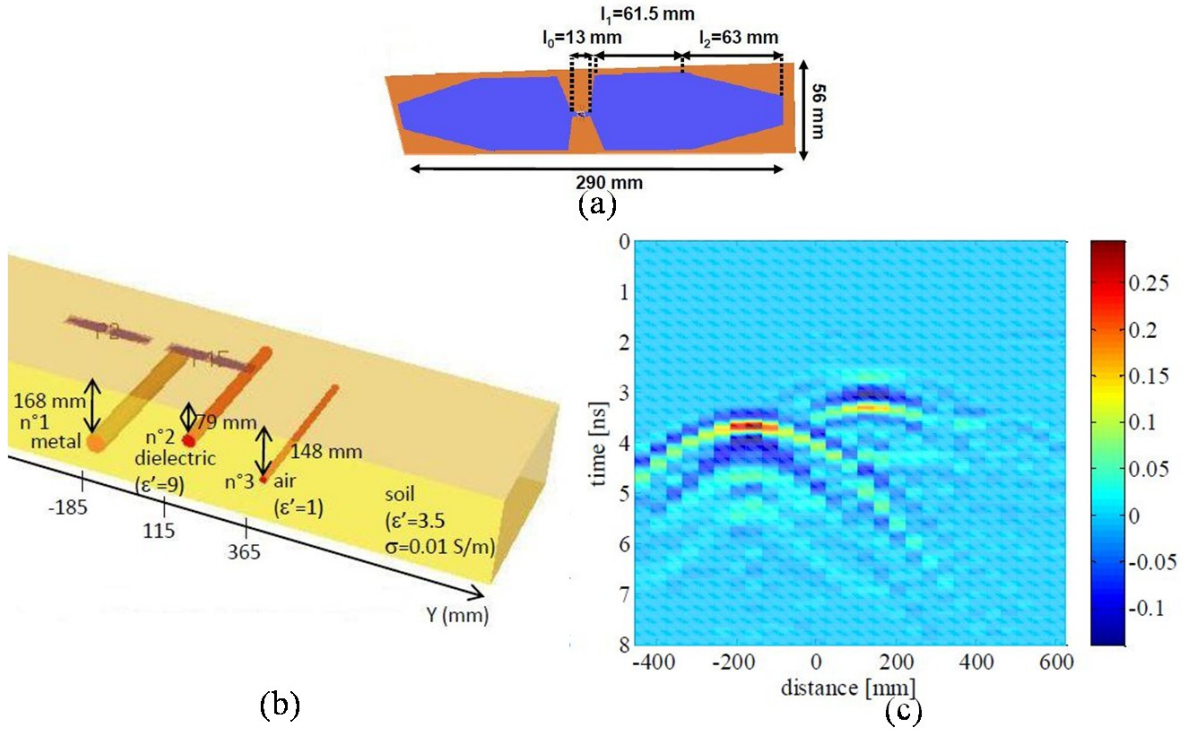 l₁=61.5 mm
l₀=13 mm
l₂=63 mm
56 mm
290 mm
(a)
168 mm
n°1
metal
79 mm
n°2
dielectric
(ε'=9)
148 mm
n°3
air
(ε'=1)
soil
(ε'=3.5
σ=0.01 S/m)
-185
115
365
Y (mm)
(b)
0
1
2
3
4
5
6
7
8
time [ns]
-400 -200 0 200 400 600
distance [mm]
0.25
0.2
0.15
0.1
0.05
0
-0.05
-0.1
(c)